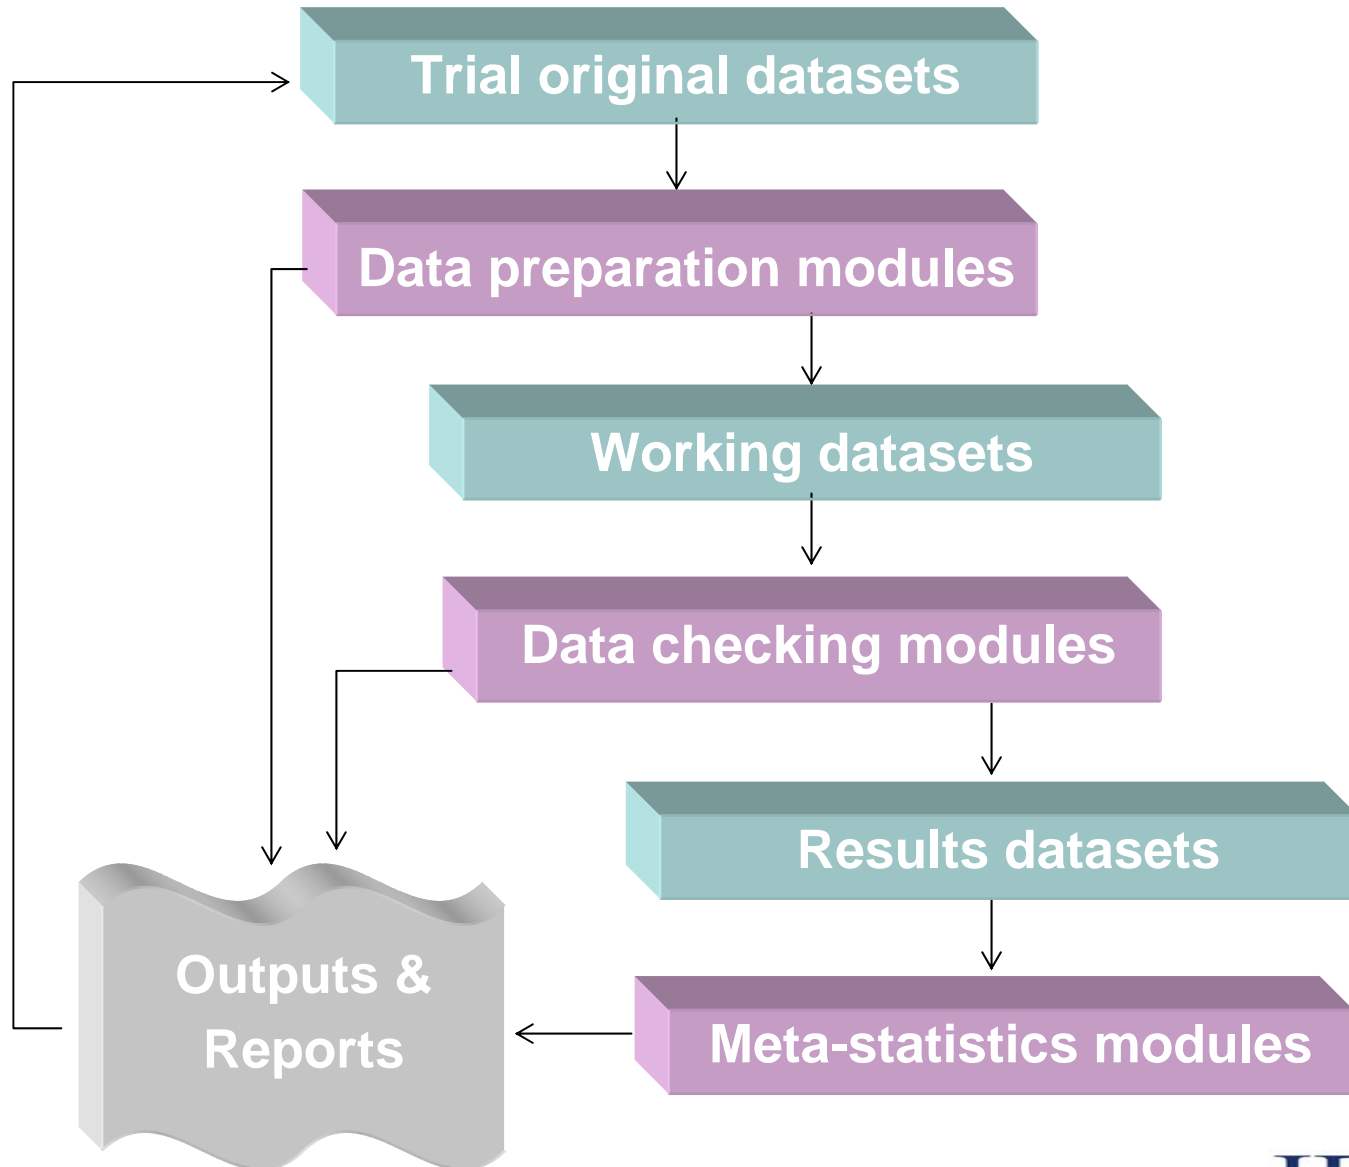 Trial original datasets
Data preparation modules
Working datasets
Data checking modules
Results datasets
Outputs &
Reports
Meta-statistics modules